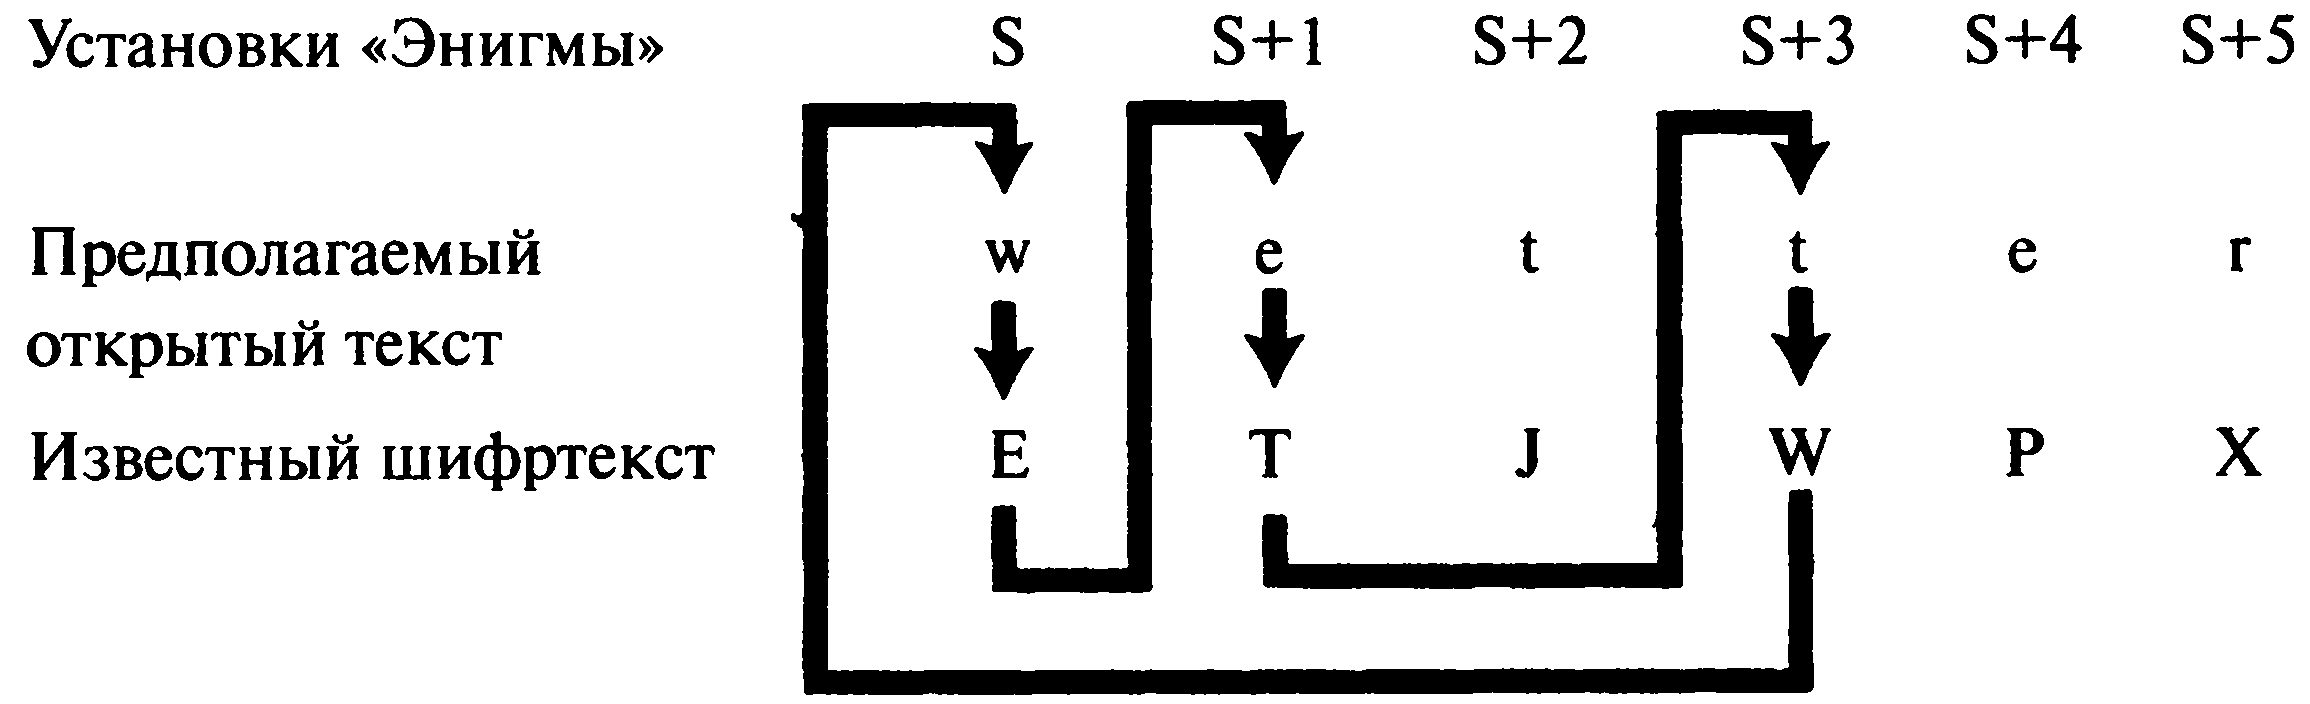 Установки «Энигмы» S S+1 S+2 S+3 S+4 S+5
Предполагаемый w e t t e r
открытый текст
Известный шифртекст E T J W P X